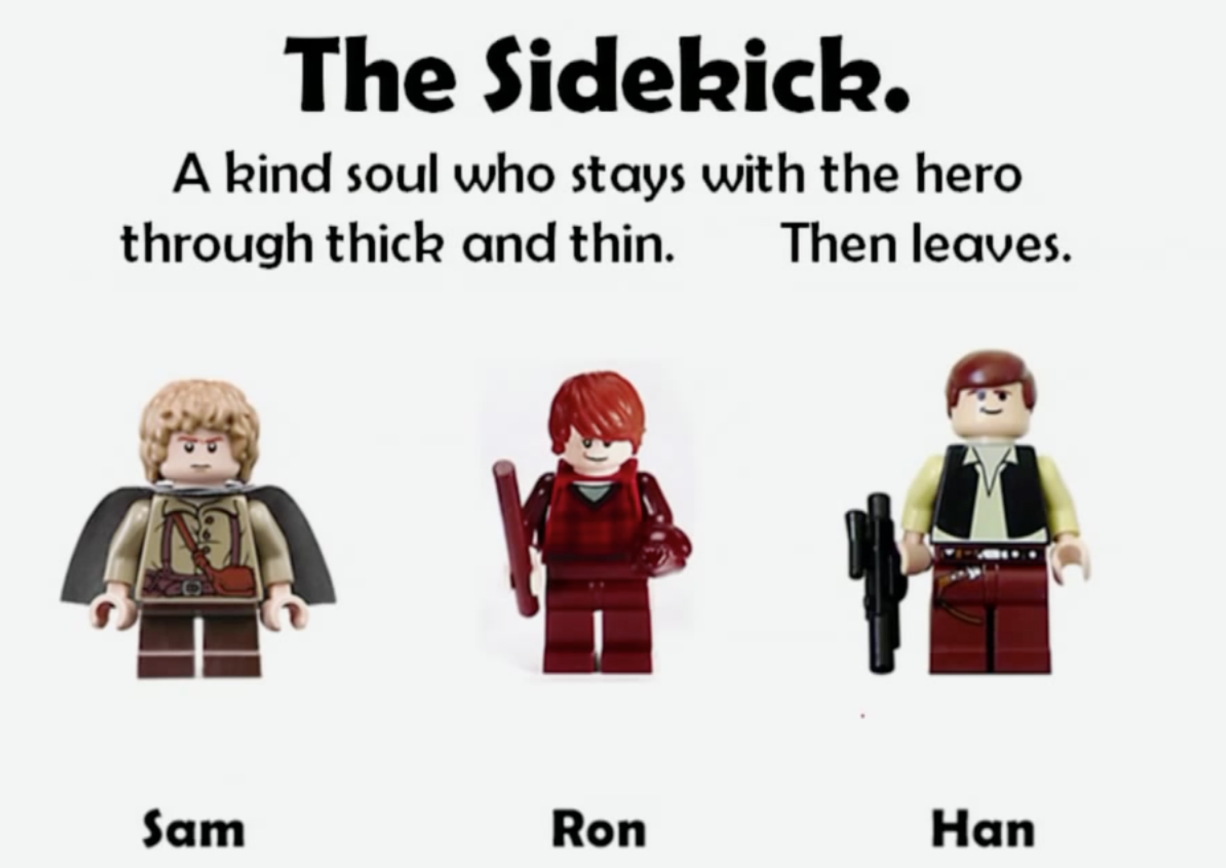 The Sidekick.
A kind soul who stays with the hero
through thick and thin. Then leaves.
Sam Ron Han